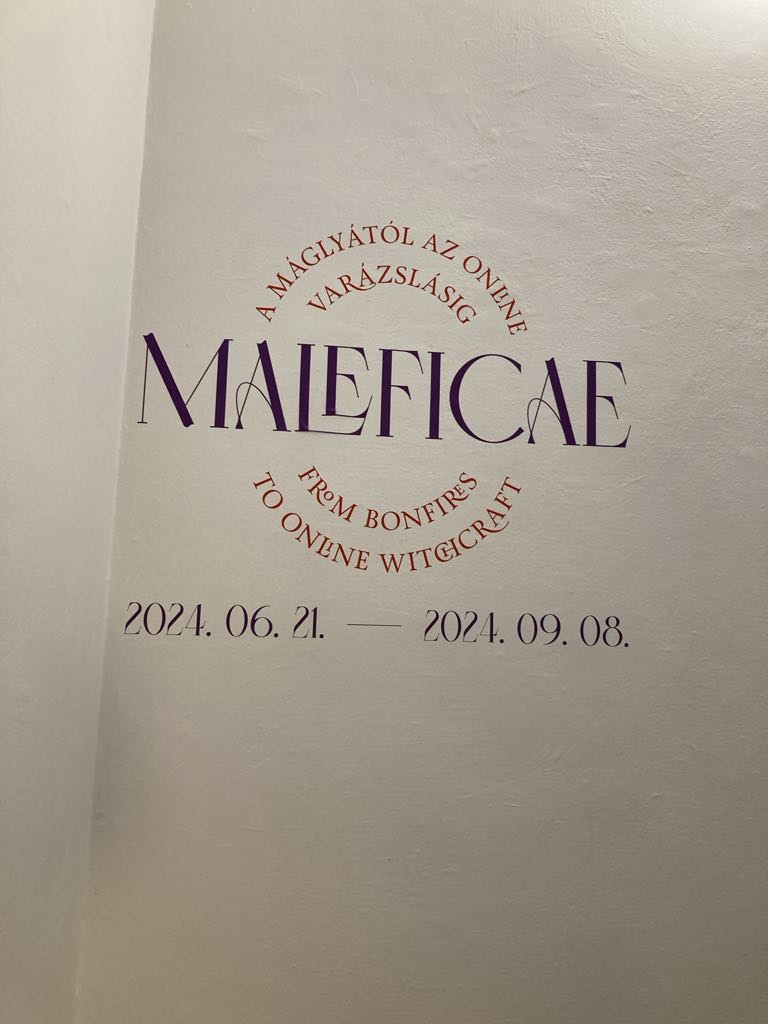 A MÁGLYÁTÓL AZ ONLINE
VARÁZSLÁSIG
MALEFICAE
FROM BONFIRES
TO ONLINE WITCHCRAFT
2024. 06. 21. — 2024. 09. 08.